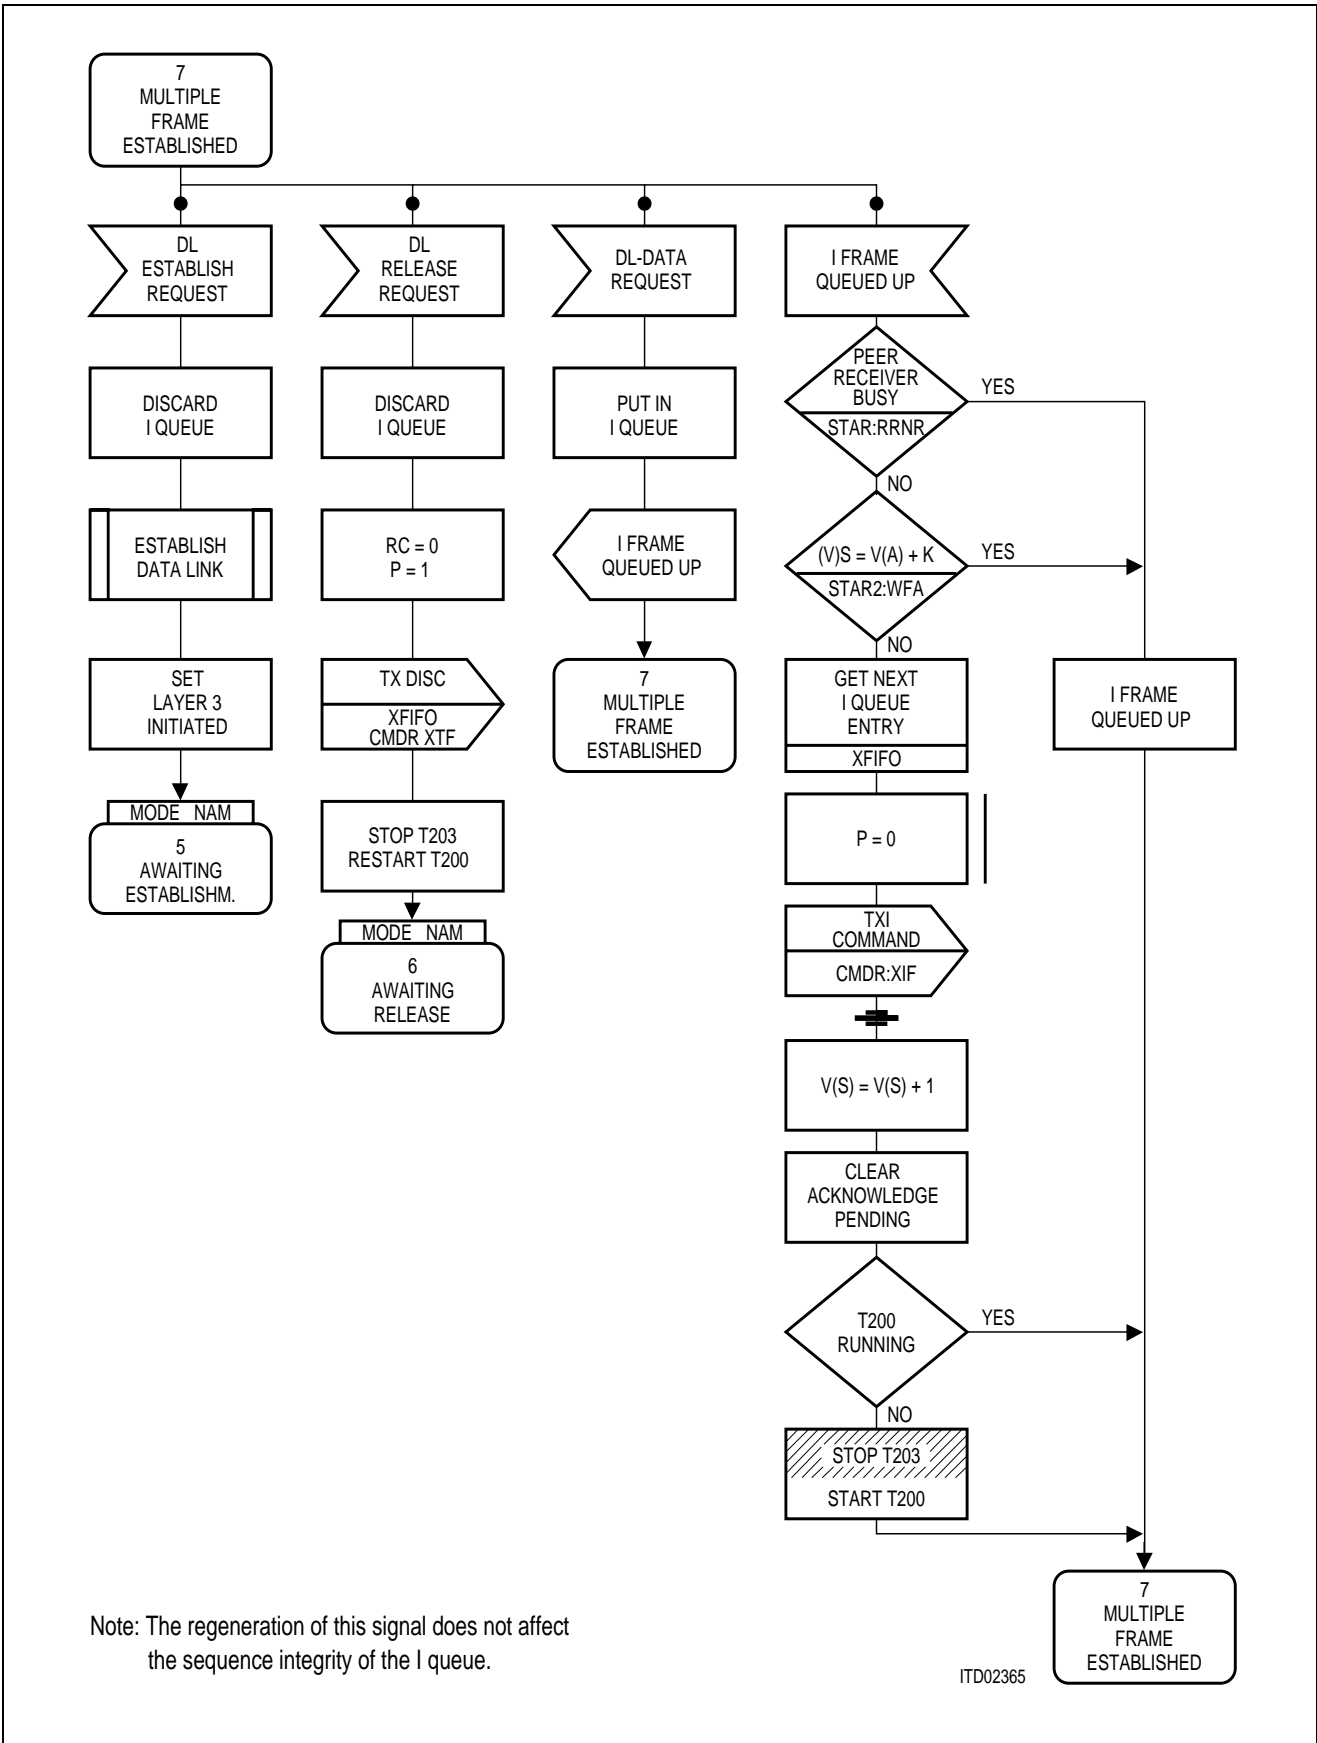 7
MULTIPLE
FRAME
ESTABLISHED
DL
ESTABLISH
REQUEST
DISCARD
I QUEUE
ESTABLISH
DATA LINK
SET
LAYER 3
INITIATED
MODE NAM
5
AWAITING
ESTABLISHM.
DL
RELEASE
REQUEST
DISCARD
I QUEUE
RC = 0
P = 1
TX DISC
XFIFO
CMDR XTF
STOP T203
RESTART T200
MODE NAM
6
AWAITING
RELEASE
DL-DATA
REQUEST
PUT IN
I QUEUE
I FRAME
QUEUED UP
7
MULTIPLE
FRAME
ESTABLISHED
I FRAME
QUEUED UP
PEER
RECEIVER
BUSY
STAR:RRNR
YES
NO
(V)S = V(A) + K
STAR2:WFA
YES
NO
GET NEXT
I QUEUE
ENTRY
XFIFO
I FRAME
QUEUED UP
P = 0
TXI
COMMAND
CMDR:XIF
V(S) = V(S) + 1
CLEAR
ACKNOWLEDGE
PENDING
T200
RUNNING
YES
NO
STOP T203
START T200
7
MULTIPLE
FRAME
ESTABLISHED
Note: The regeneration of this signal does not affect
the sequence integrity of the I queue.
ITD02365